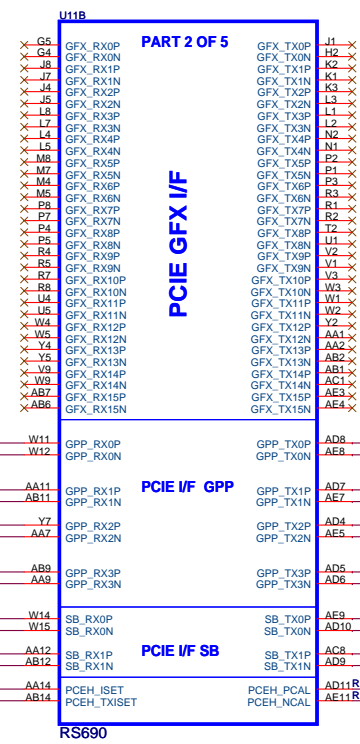 U11B
PART 2 OF 5
G5 GFX_RX0P GFX_TX0P J1
G4 GFX_RX0N GFX_TX0N H2
J8 GFX_RX1P GFX_TX1P K2
J7 GFX_RX1N GFX_TX1N K1
J4 GFX_RX2P GFX_TX2P K3
J5 GFX_RX2N GFX_TX2N L3
L8 GFX_RX3P GFX_TX3P L1
L7 GFX_RX3N GFX_TX3N L2
L4 GFX_RX4P GFX_TX4P N2
L5 GFX_RX4N GFX_TX4N N1
M8 GFX_RX5P GFX_TX5P P2
M7 GFX_RX5N GFX_TX5N P1
M4 GFX_RX6P GFX_TX6P P3
M5 GFX_RX6N GFX_TX6N R3
P8 GFX_RX7P GFX_TX7P R1
P7 GFX_RX7N GFX_TX7N R2
P4 GFX_RX8P GFX_TX8P T2
P5 GFX_RX8N GFX_TX8N U1
R4 GFX_RX9P GFX_TX9P V2
R5 GFX_RX9N GFX_TX9N V1
R7 GFX_RX10P GFX_TX10P V3
R8 GFX_RX10N GFX_TX10N W3
U4 GFX_RX11P GFX_TX11P W1
U5 GFX_RX11N GFX_TX11N W2
W4 GFX_RX12P GFX_TX12P Y2
W5 GFX_RX12N GFX_TX12N AA1
Y4 GFX_RX13P GFX_TX13P AA2
Y5 GFX_RX13N GFX_TX13N AB2
V9 GFX_RX14P GFX_TX14P AB1
W9 GFX_RX14N GFX_TX14N AC1
AB7 GFX_RX15P GFX_TX15P AE3
AB6 GFX_RX15N GFX_TX15N AE4
PCIE GFX I/F
W11 GPP_RX0P GPP_TX0P AD8
W12 GPP_RX0N GPP_TX0N AE8
PCIE I/F GPP
AA11 GPP_RX1P GPP_TX1P AD7
AB11 GPP_RX1N GPP_TX1N AE7
Y7 GPP_RX2P GPP_TX2P AD4
AA7 GPP_RX2N GPP_TX2N AE5
AB9 GPP_RX3P GPP_TX3P AD5
AA9 GPP_RX3N GPP_TX3N AD6
W14 SB_RX0P SB_TX0P AE9
W15 SB_RX0N SB_TX0N AD10
PCIE I/F SB
AA12 SB_RX1P SB_TX1P AC8
AB12 SB_RX1N SB_TX1N AD9
AA14 PCEH_ISET PCEH_PCAL AD11 R
AB14 PCEH_TXISET PCEH_NCAL AE11 R
RS690